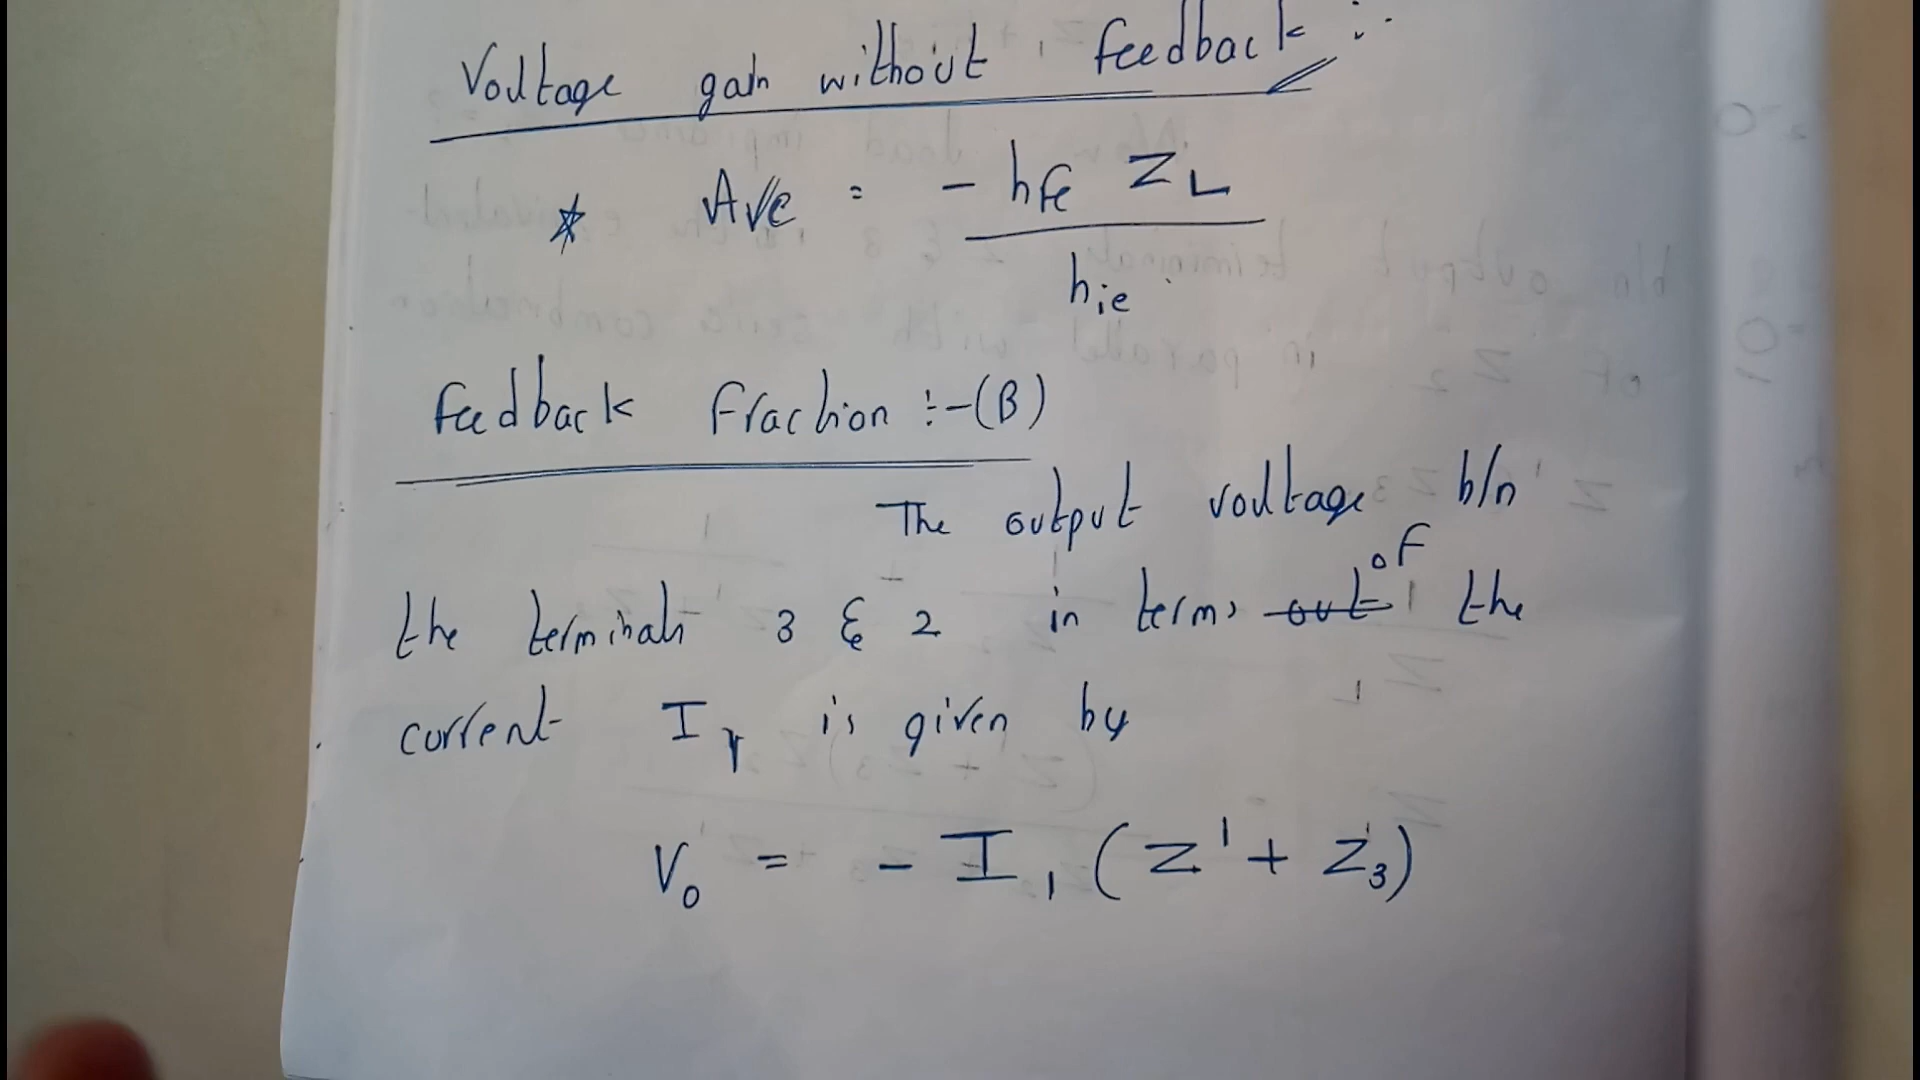 Voltage gain without feedback :-
* Ave = - hfe ZL
hie
feedback fraction :-(B)
The output voltage b/n
the terminals 3 & 2 in terms of the
current I1 is given by
V0 = - I1 (Z' + Z3)